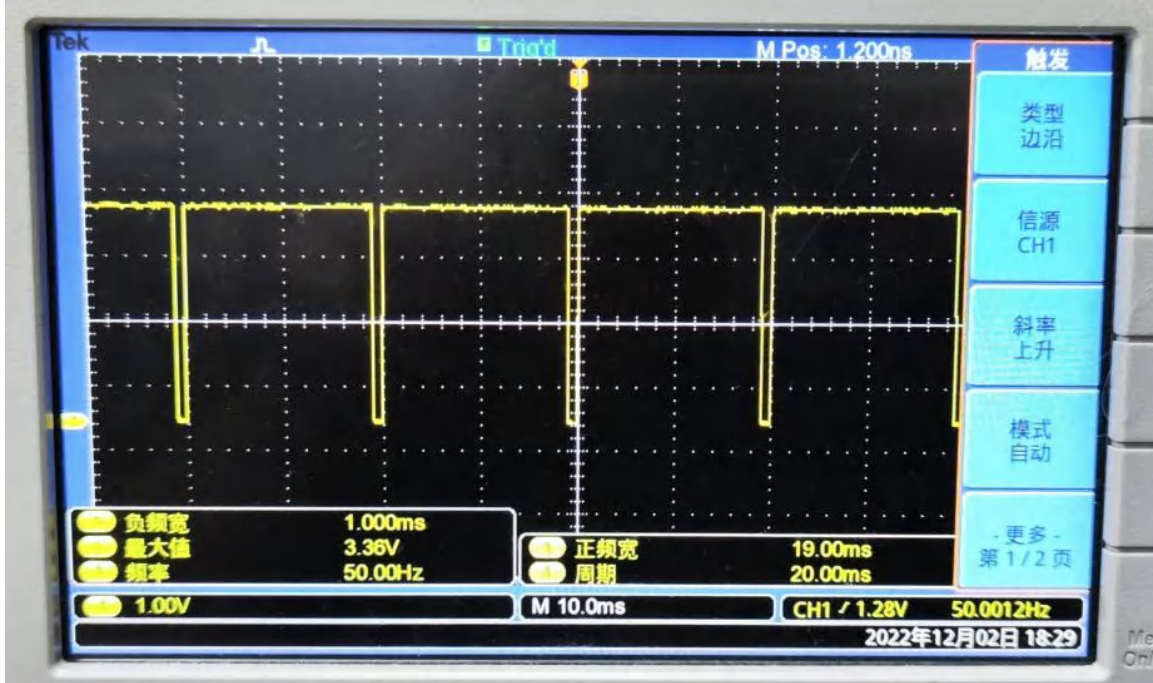 Tek
Trig'd
M Pos: 1.200ns
触发
类型
边沿
信源
CH1
斜率
上升
模式
自动
- 更多 -
第 1 / 2 页
负频宽 1.000ms
最大值 3.36V
频率 50.00Hz
正频宽 19.00ms
周期 20.00ms
1.00V
M 10.0ms
CH1 / 1.28V 50.0012Hz
2022年12月02日 18:29
Me
Onl